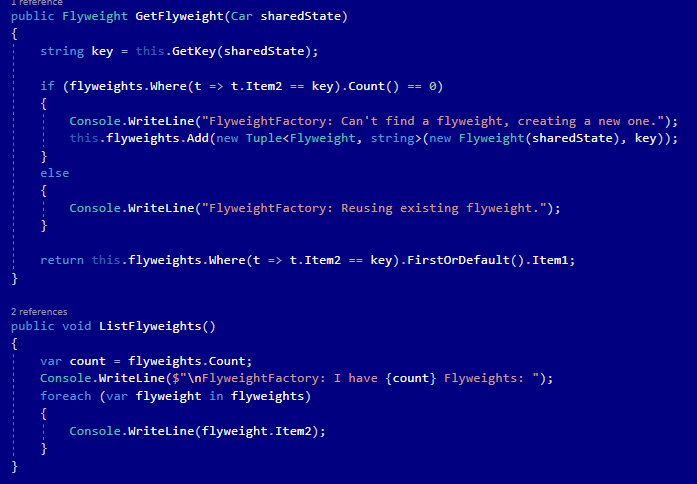 1 reference
public Flyweight GetFlyweight(Car sharedState)
{
string key = this.GetKey(sharedState);
if (flyweights.Where(t => t.Item2 == key).Count() == 0)
{
Console.WriteLine("FlyweightFactory: Can't find a flyweight, creating a new one.");
this.flyweights.Add(new Tuple<Flyweight, string>(new Flyweight(sharedState), key));
}
else
{
Console.WriteLine("FlyweightFactory: Reusing existing flyweight.");
}
return this.flyweights.Where(t => t.Item2 == key).FirstOrDefault().Item1;
}
2 references
public void ListFlyweights()
{
var count = flyweights.Count;
Console.WriteLine($"\nFlyweightFactory: I have {count} Flyweights: ");
foreach (var flyweight in flyweights)
{
Console.WriteLine(flyweight.Item2);
}
}